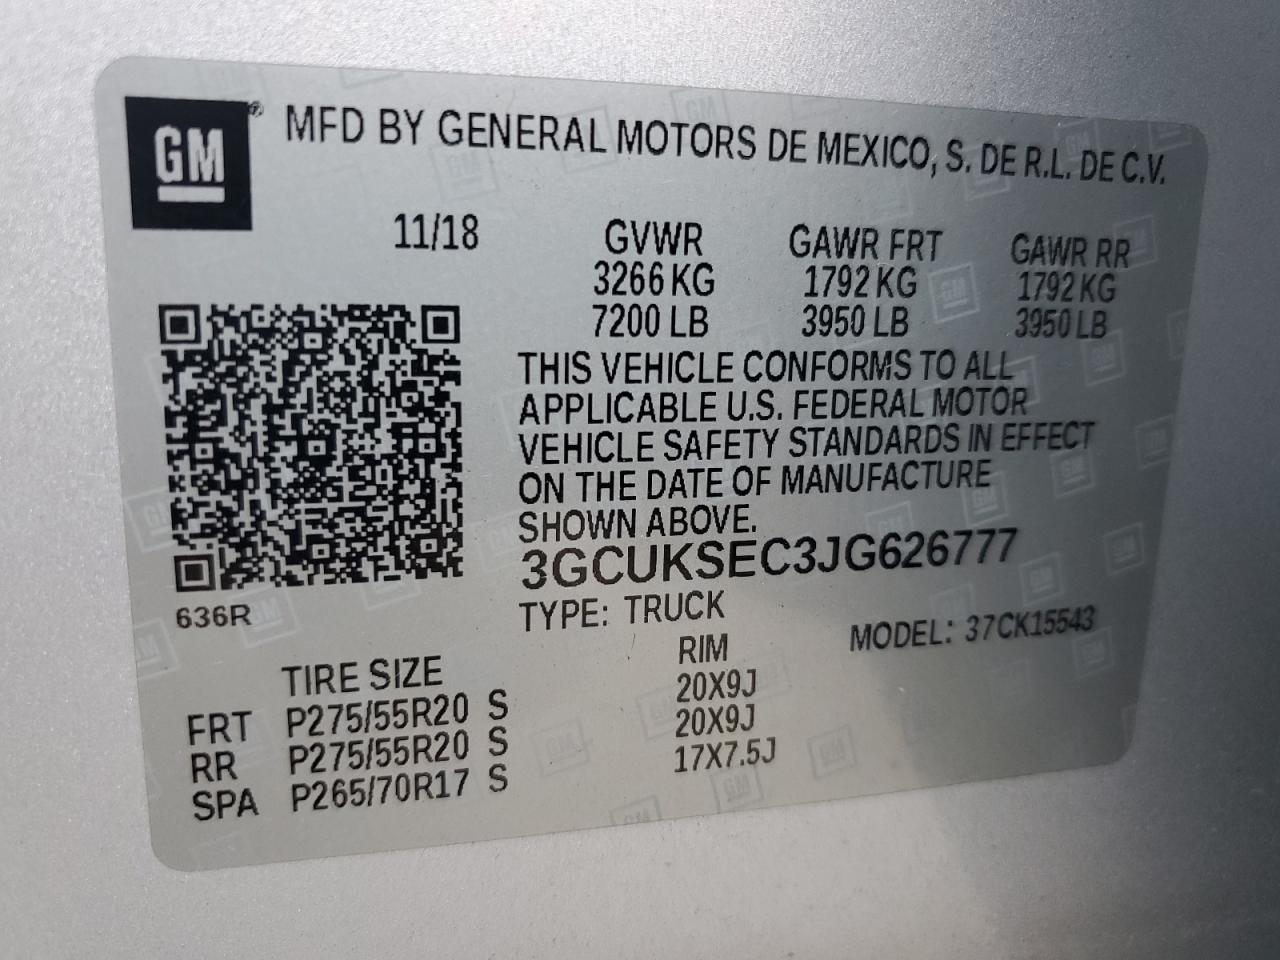 GM® MFD BY GENERAL MOTORS DE MEXICO, S. DE R.L. DE C.V.
11/18 GVWR GAWR FRT GAWR RR
3266 KG 1792 KG 1792 KG
7200 LB 3950 LB 3950 LB
THIS VEHICLE CONFORMS TO ALL
APPLICABLE U.S. FEDERAL MOTOR
VEHICLE SAFETY STANDARDS IN EFFECT
ON THE DATE OF MANUFACTURE
SHOWN ABOVE.
3GCUKSEC3JG626777
636R
TYPE: TRUCK MODEL: 37CK15543
TIRE SIZE RIM
FRT P275/55R20 S 20X9J
RR P275/55R20 S 20X9J
SPA P265/70R17 S 17X7.5J